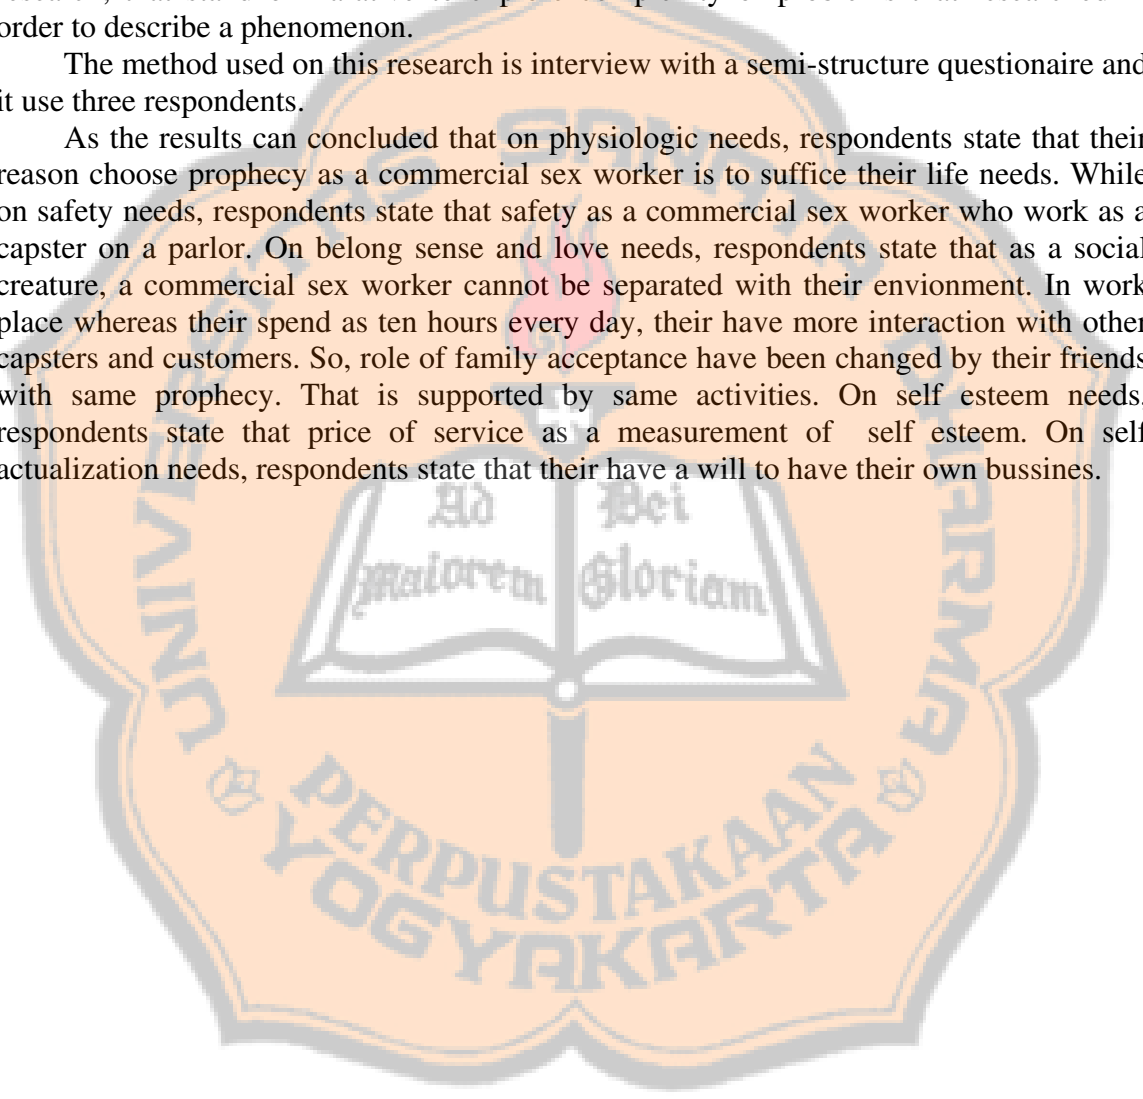 order to describe a phenomenon.
The method used on this research is interview with a semi-structure questionaire and
it use three respondents.
As the results can concluded that on physiologic needs, respondents state that their
reason choose prophecy as a commercial sex worker is to suffice their life needs. While
on safety needs, respondents state that safety as a commercial sex worker who work as a
capster on a parlor. On belong sense and love needs, respondents state that as a social
creature, a commercial sex worker cannot be separated with their envionment. In work
place whereas their spend as ten hours every day, their have more interaction with other
capsters and customers. So, role of family acceptance have been changed by their friends
with same prophecy. That is supported by same activities. On self esteem needs,
respondents state that price of service as a measurement of self esteem. On self
actualization needs, respondents state that their have a will to have their own bussines.
UNIVERSITAS SANATA DHARMA
Ad Dei
maiorem Gloriam
PERPUSTAKAAN
YOGYAKARTA